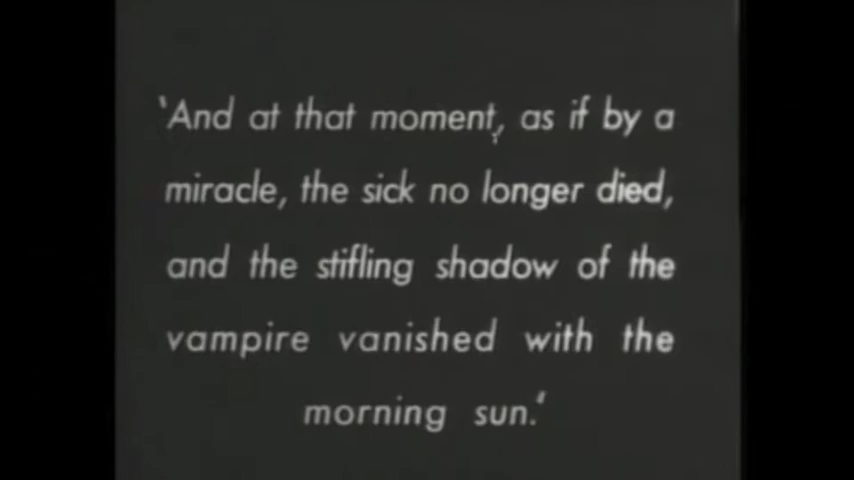 'And at that moment, as if by a
miracle, the sick no longer died,
and the stifling shadow of the
vampire vanished with the
morning sun.'